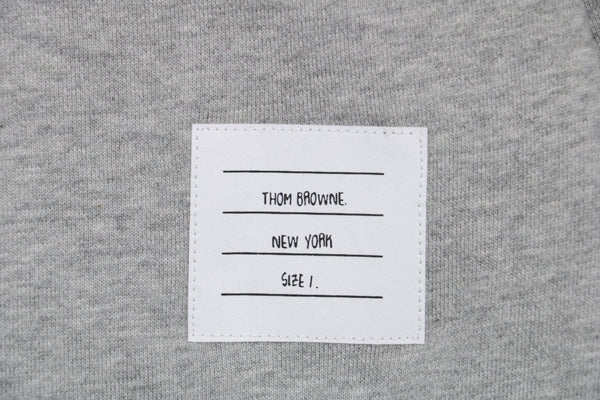 THOM BROWNE.
NEW YORK
SIZE 1.